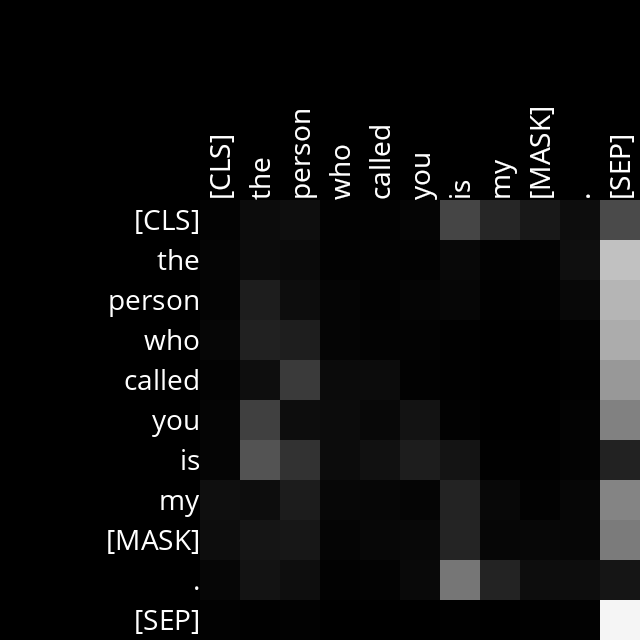 [CLS] the person who called you is my [MASK] . [SEP]
[CLS]
the
person
who
called
you
is
my
[MASK]
.
[SEP]